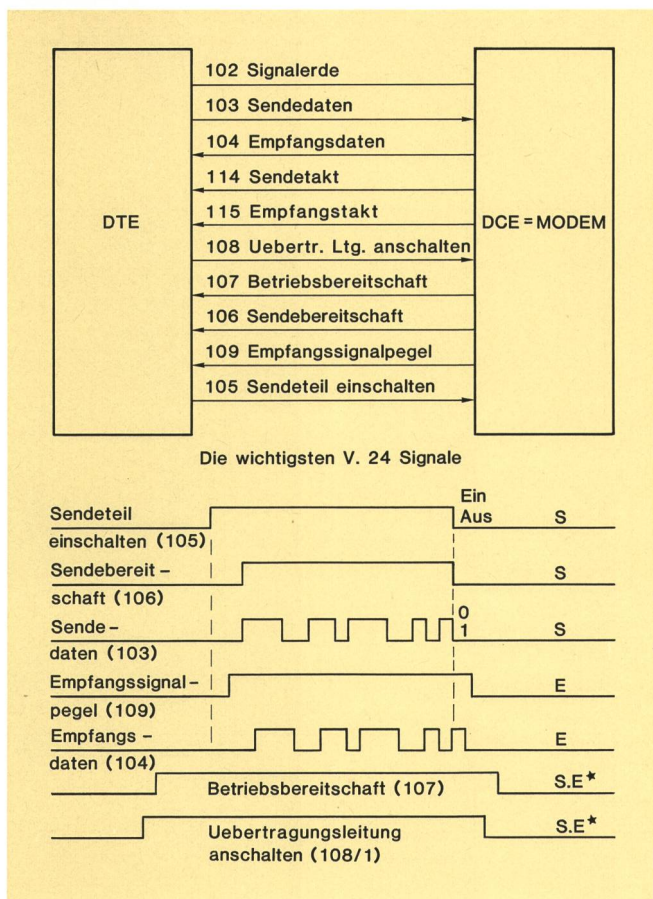 102 Signalerde
103 Sendedaten
104 Empfangsdaten
114 Sendetakt
115 Empfangstakt
DTE
DCE = MODEM
108 Uebertr. Ltg. anschalten
107 Betriebsbereitschaft
106 Sendebereitschaft
109 Empfangssignalpegel
105 Sendeteil einschalten
Die wichtigsten V. 24 Signale
Ein
Sendeteil Aus S
einschalten (105)
Sendebereit – S
schaft (106)
0
Sende – 1 S
daten (103)
Empfangssignal – E
pegel (109)
Empfangs – E
daten (104)
Betriebsbereitschaft (107) S.E*
Uebertragungsleitung S.E*
anschalten (108/1)